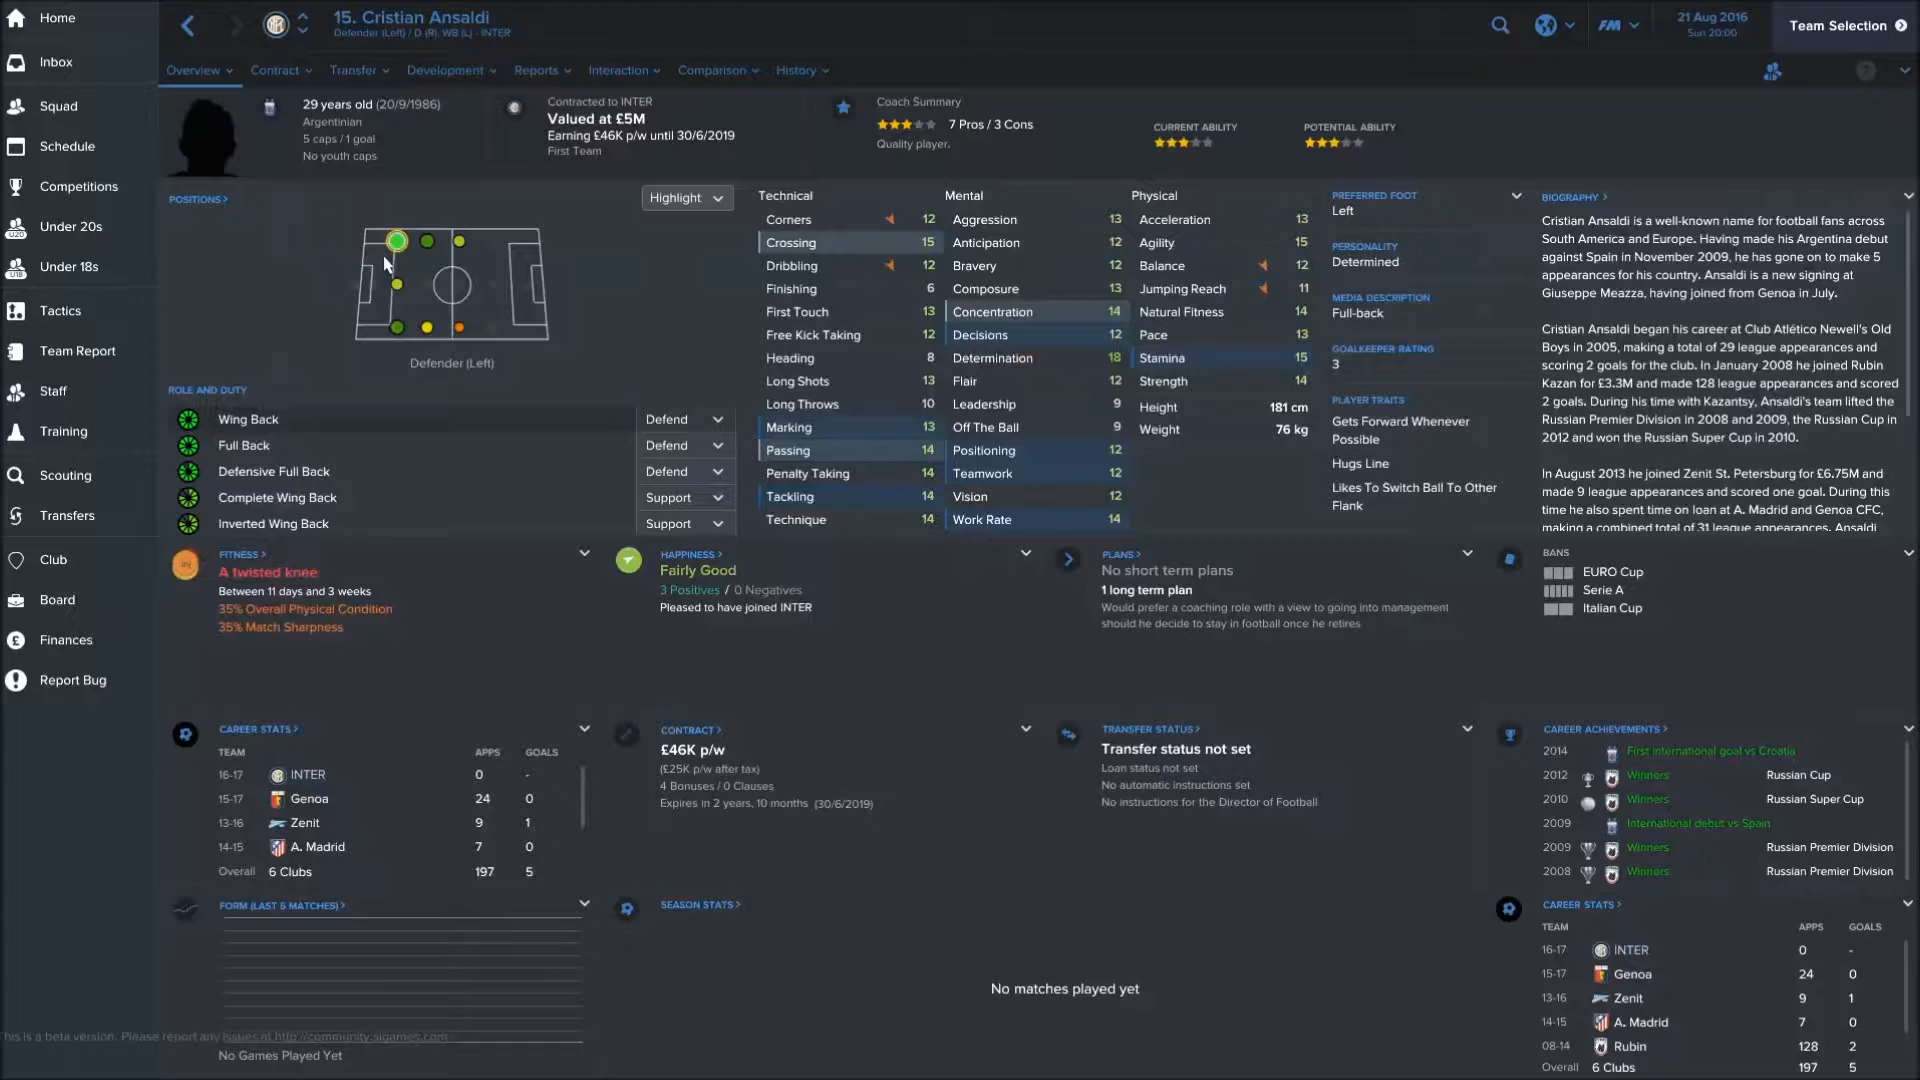 Home
Inbox
Squad
Schedule
Competitions
Under 20s
Under 18s
Tactics
Team Report
Staff
Training
Scouting
Transfers
Club
Board
Finances
Report Bug
15. Cristian Ansaldi
Defender (Left) / D (R), WB (L) - INTER
FM
21 Aug 2016
Sun 20:00
Team Selection
Overview Contract Transfer Development Reports Interaction Comparison History
29 years old (20/9/1986)
Argentinian
5 caps / 1 goal
No youth caps
Contracted to INTER
Valued at £5M
Earning £46K p/w until 30/6/2019
First Team
Coach Summary
7 Pros / 3 Cons
Quality player.
CURRENT ABILITY
POTENTIAL ABILITY
POSITIONS >
Highlight
Defender (Left)
ROLE AND DUTY
Wing Back Defend
Full Back Defend
Defensive Full Back Defend
Complete Wing Back Support
Inverted Wing Back Support
Technical
Corners 12
Crossing 15
Dribbling 12
Finishing 6
First Touch 13
Free Kick Taking 12
Heading 8
Long Shots 13
Long Throws 10
Marking 13
Passing 14
Penalty Taking 14
Tackling 14
Technique 14
Mental
Aggression 13
Anticipation 12
Bravery 12
Composure 13
Concentration 14
Decisions 12
Determination 18
Flair 12
Leadership 9
Off The Ball 9
Positioning 12
Teamwork 12
Vision 12
Work Rate 14
Physical
Acceleration 13
Agility 15
Balance 12
Jumping Reach 11
Natural Fitness 14
Pace 13
Stamina 15
Strength 14
Height 181 cm
Weight 76 kg
PREFERRED FOOT
Left
PERSONALITY
Determined
MEDIA DESCRIPTION
Full-back
GOALKEEPER RATING
3
PLAYER TRAITS
Gets Forward Whenever
Possible
Hugs Line
Likes To Switch Ball To Other
Flank
BIOGRAPHY >
Cristian Ansaldi is a well-known name for football fans across
South America and Europe. Having made his Argentina debut
against Spain in November 2009, he has gone on to make 5
appearances for his country. Ansaldi is a new signing at
Giuseppe Meazza, having joined from Genoa in July.
Cristian Ansaldi began his career at Club Atlético Newell's Old
Boys in 2005, making a total of 29 league appearances and
scoring 2 goals for the club. In January 2008 he joined Rubin
Kazan for £3.3M and made 128 league appearances and scored
2 goals. During his time with Kazantsy, Ansaldi's team lifted the
Russian Premier Division in 2008 and 2009, the Russian Cup in
2012 and won the Russian Super Cup in 2010.
In August 2013 he joined Zenit St. Petersburg for £6.75M and
made 9 league appearances and scored one goal. During this
time he also spent time on loan at A. Madrid and Genoa CFC,
making a combined total of 31 league appearances. Ansaldi
Inj
FITNESS >
A twisted knee
Between 11 days and 3 weeks
35% Overall Physical Condition
35% Match Sharpness
HAPPINESS >
Fairly Good
3 Positives / 0 Negatives
Pleased to have joined INTER
PLANS >
No short term plans
1 long term plan
Would prefer a coaching role with a view to going into management
should he decide to stay in football once he retires
BANS
EURO Cup
Serie A
Italian Cup
CAREER STATS >
TEAM APPS GOALS
16-17 INTER 0 -
15-17 Genoa 24 0
13-16 Zenit 9 1
14-15 A. Madrid 7 0
Overall 6 Clubs 197 5
CONTRACT >
£46K p/w
(£25K p/w after tax)
4 Bonuses / 0 Clauses
Expires in 2 years, 10 months (30/6/2019)
TRANSFER STATUS >
Transfer status not set
Loan status not set
No automatic instructions set
No instructions for the Director of Football
CAREER ACHIEVEMENTS >
2014 First international goal vs Croatia
2012 Winners Russian Cup
2010 Winners Russian Super Cup
2009 International debut vs Spain
2009 Winners Russian Premier Division
2008 Winners Russian Premier Division
FORM (LAST 5 MATCHES) >
This is a beta version. Please report any issues at http://community.sigames.com
No Games Played Yet
SEASON STATS >
No matches played yet
CAREER STATS >
TEAM APPS GOALS
16-17 INTER 0 -
15-17 Genoa 24 0
13-16 Zenit 9 1
14-15 A. Madrid 7 0
08-14 Rubin 128 2
Overall 6 Clubs 197 5